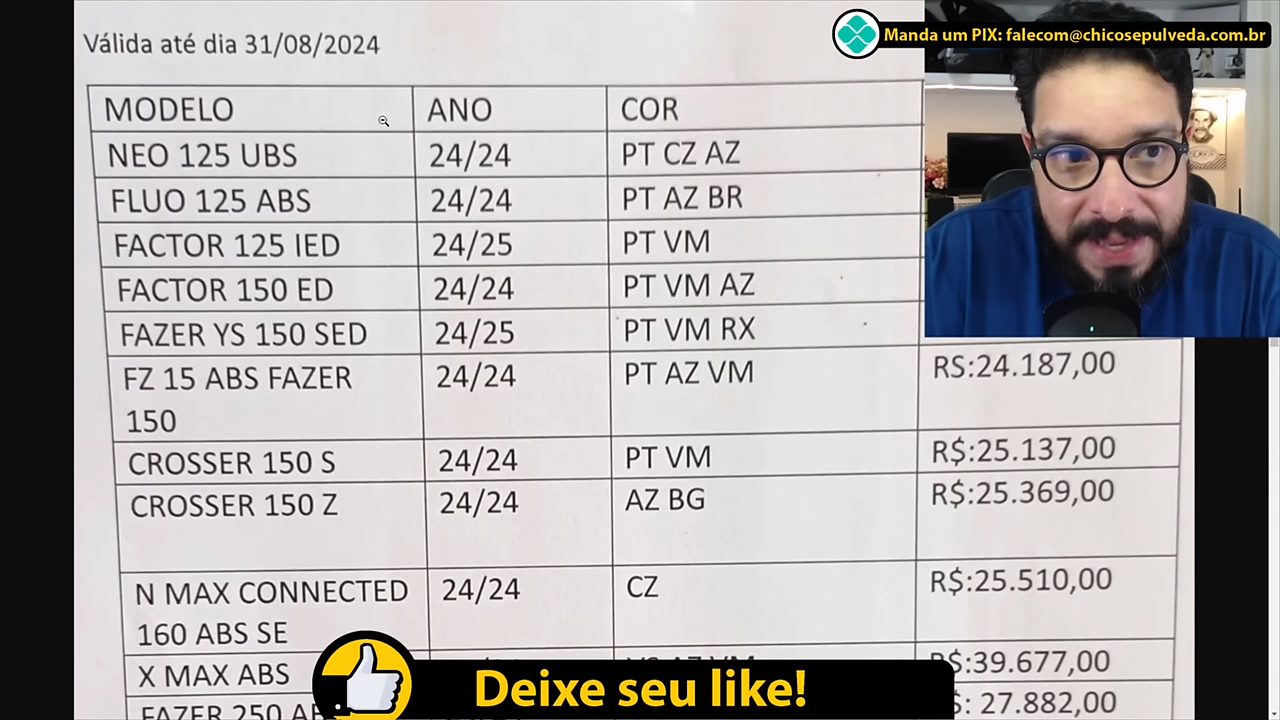 Válida até dia 31/08/2024
Manda um PIX: falecom@chicosepulveda.com.br
MODELO ANO COR
NEO 125 UBS 24/24 PT CZ AZ
FLUO 125 ABS 24/24 PT AZ BR
FACTOR 125 IED 24/25 PT VM
FACTOR 150 ED 24/24 PT VM AZ
FAZER YS 150 SED 24/25 PT VM RX
FZ 15 ABS FAZER 24/24 PT AZ VM RS:24.187,00
150
CROSSER 150 S 24/24 PT VM R$:25.137,00
CROSSER 150 Z 24/24 AZ BG R$:25.369,00
N MAX CONNECTED 24/24 CZ R$:25.510,00
160 ABS SE
X MAX ABS $:39.677,00
FAZER 250 27.882,00
Deixe seu like!